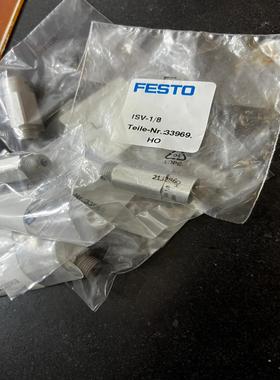 FESTO
ISV-1/8
Teile-Nr.:33969.
HO